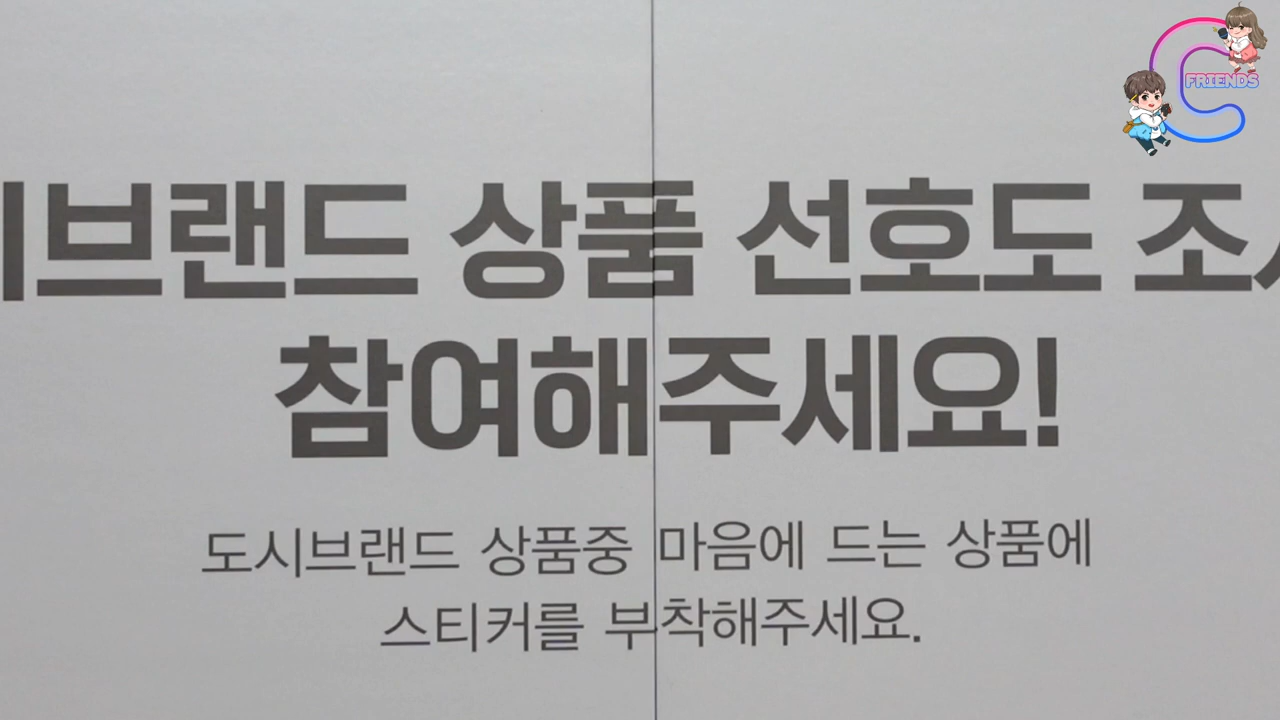 FRIENDS
시브랜드 상품 선호도 조사
참여해주세요!
도시브랜드 상품중 마음에 드는 상품에
스티커를 부착해주세요.